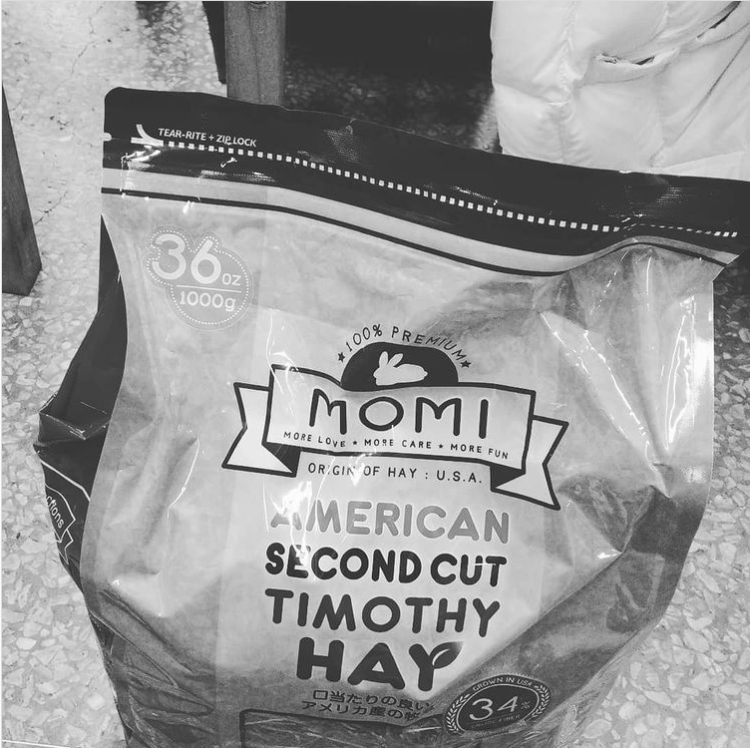 TEAR-RITE + ZIP LOCK
36 oz
1000g
★ 100% PREMIUM ★
MOMI
MORE LOVE ★ MORE CARE ★ MORE FUN
ORIGIN OF HAY : U.S.A.
AMERICAN
SECOND CUT
TIMOTHY
HAY
口当たりの良い
アメリカ産の
GROWN IN USA
34%